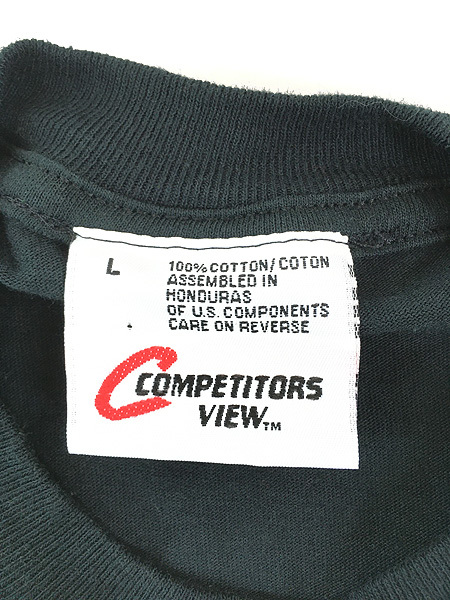 L
100% COTTON/COTON
ASSEMBLED IN
HONDURAS
OF U.S. COMPONENTS
CARE ON REVERSE
C COMPETITORS
VIEW™